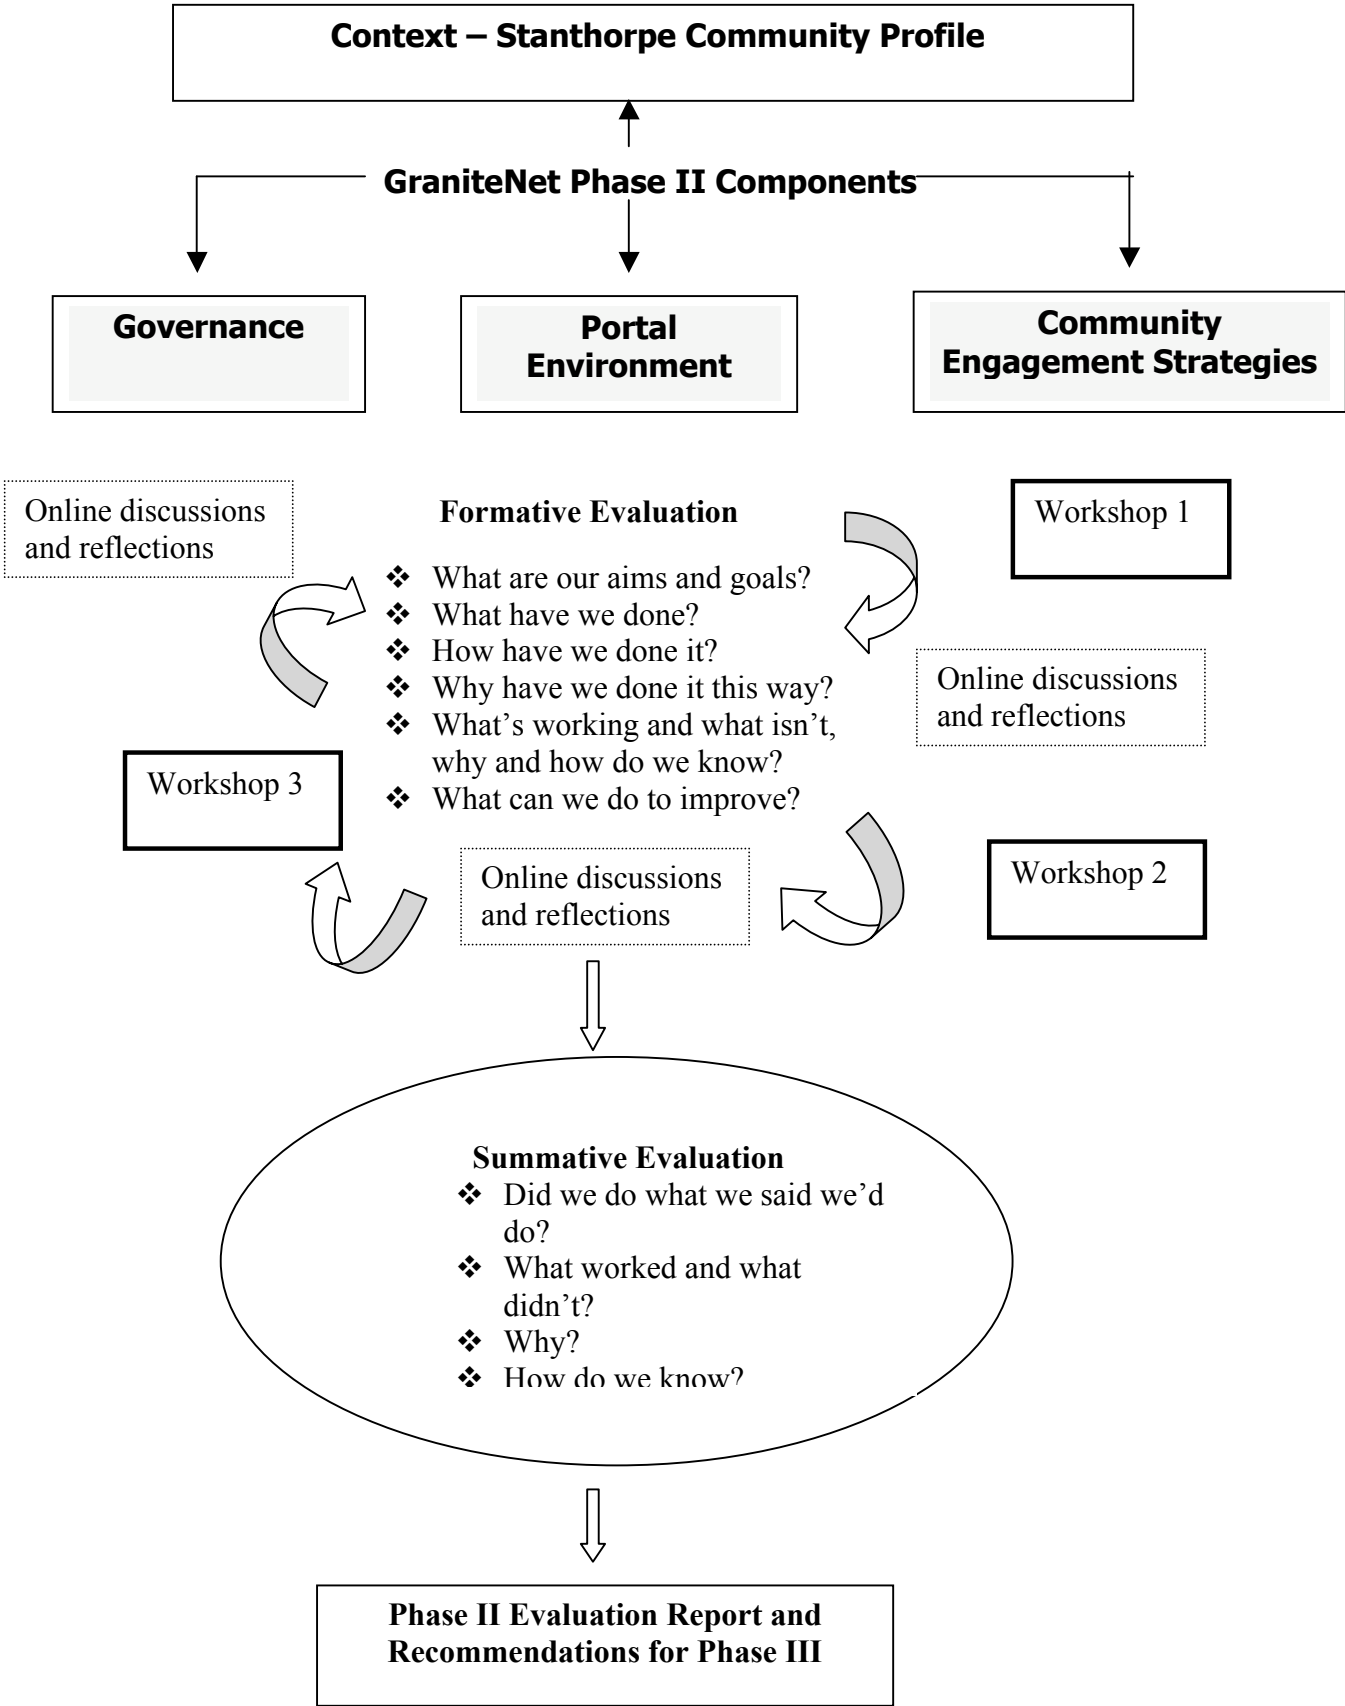 Context – Stanthorpe Community Profile
GraniteNet Phase II Components
Governance
Portal
Environment
Community
Engagement Strategies
Online discussions
and reflections
Formative Evaluation
❖ What are our aims and goals?
❖ What have we done?
❖ How have we done it?
❖ Why have we done it this way?
❖ What’s working and what isn’t,
why and how do we know?
❖ What can we do to improve?
Workshop 1
Online discussions
and reflections
Workshop 3
Workshop 2
Online discussions
and reflections
Summative Evaluation
❖ Did we do what we said we’d
do?
❖ What worked and what
didn’t?
❖ Why?
❖ How do we know?
Phase II Evaluation Report and
Recommendations for Phase III